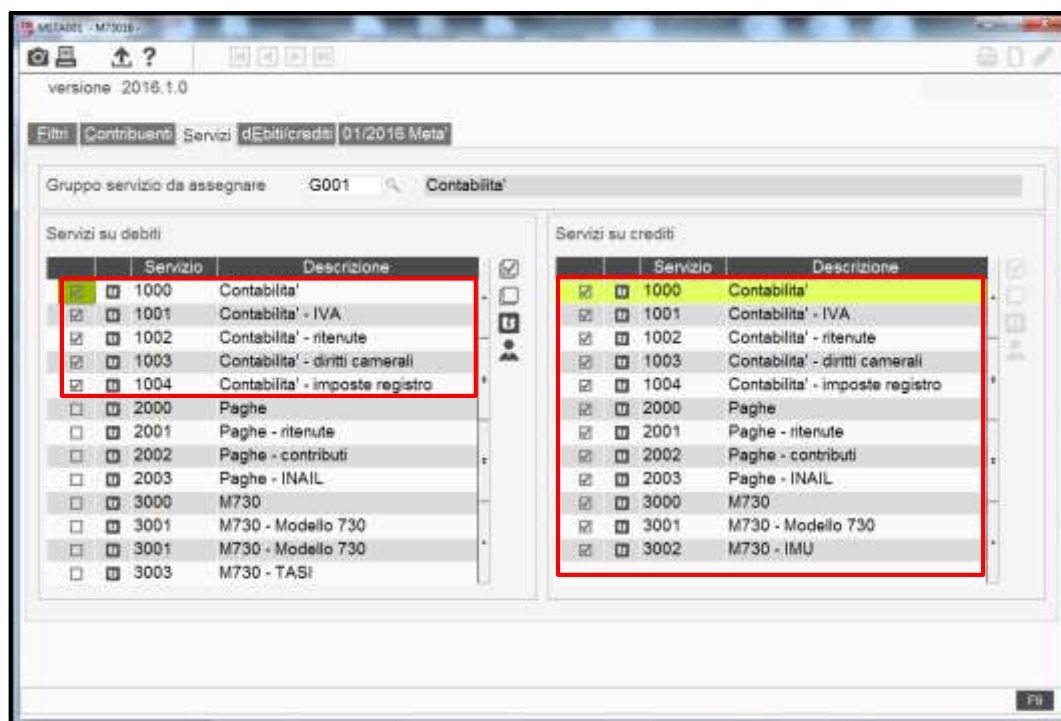 versione 2016.1.0
Filtri Contribuenti Servizi dEbiti/crediti 01/2016 Meta'
Gruppo servizio da assegnare G001 Contabilita'
Servizi su debiti
Servizio Descrizione
1000 Contabilita'
1001 Contabilita' - IVA
1002 Contabilita' - ritenute
1003 Contabilita' - diritti camerali
1004 Contabilita' - imposte registro
2000 Paghe
2001 Paghe - ritenute
2002 Paghe - contributi
2003 Paghe - INAIL
3000 M730
3001 M730 - Modello 730
3001 M730 - Modello 730
3003 M730 - TASI
Servizi su crediti
Servizio Descrizione
1000 Contabilita'
1001 Contabilita' - IVA
1002 Contabilita' - ritenute
1003 Contabilita' - diritti camerali
1004 Contabilita' - imposte registro
2000 Paghe
2001 Paghe - ritenute
2002 Paghe - contributi
2003 Paghe - INAIL
3000 M730
3001 M730 - Modello 730
3002 M730 - IMU
F9